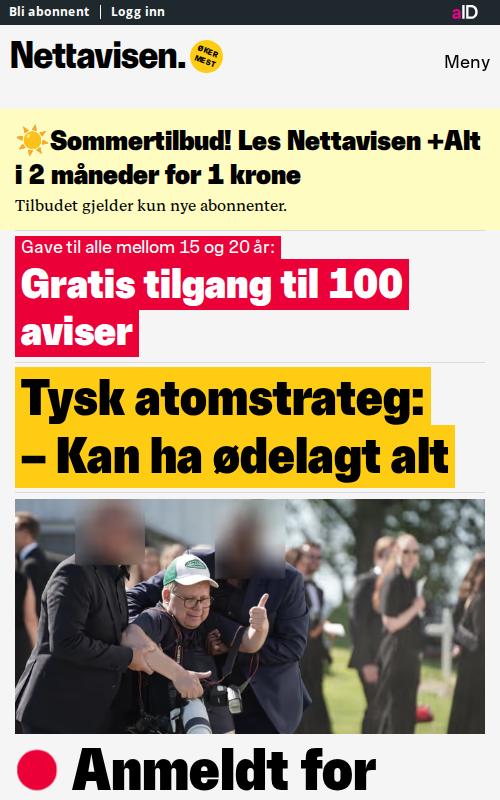 Bli abonnent | Logg inn
aID
Nettavisen.
ØKER
MEST
Meny
Sommertilbud! Les Nettavisen +Alt
i 2 måneder for 1 krone
Tilbudet gjelder kun nye abonnenter.
Gave til alle mellom 15 og 20 år:
Gratis tilgang til 100
aviser
Tysk atomstrateg:
– Kan ha ødelagt alt
Anmeldt for